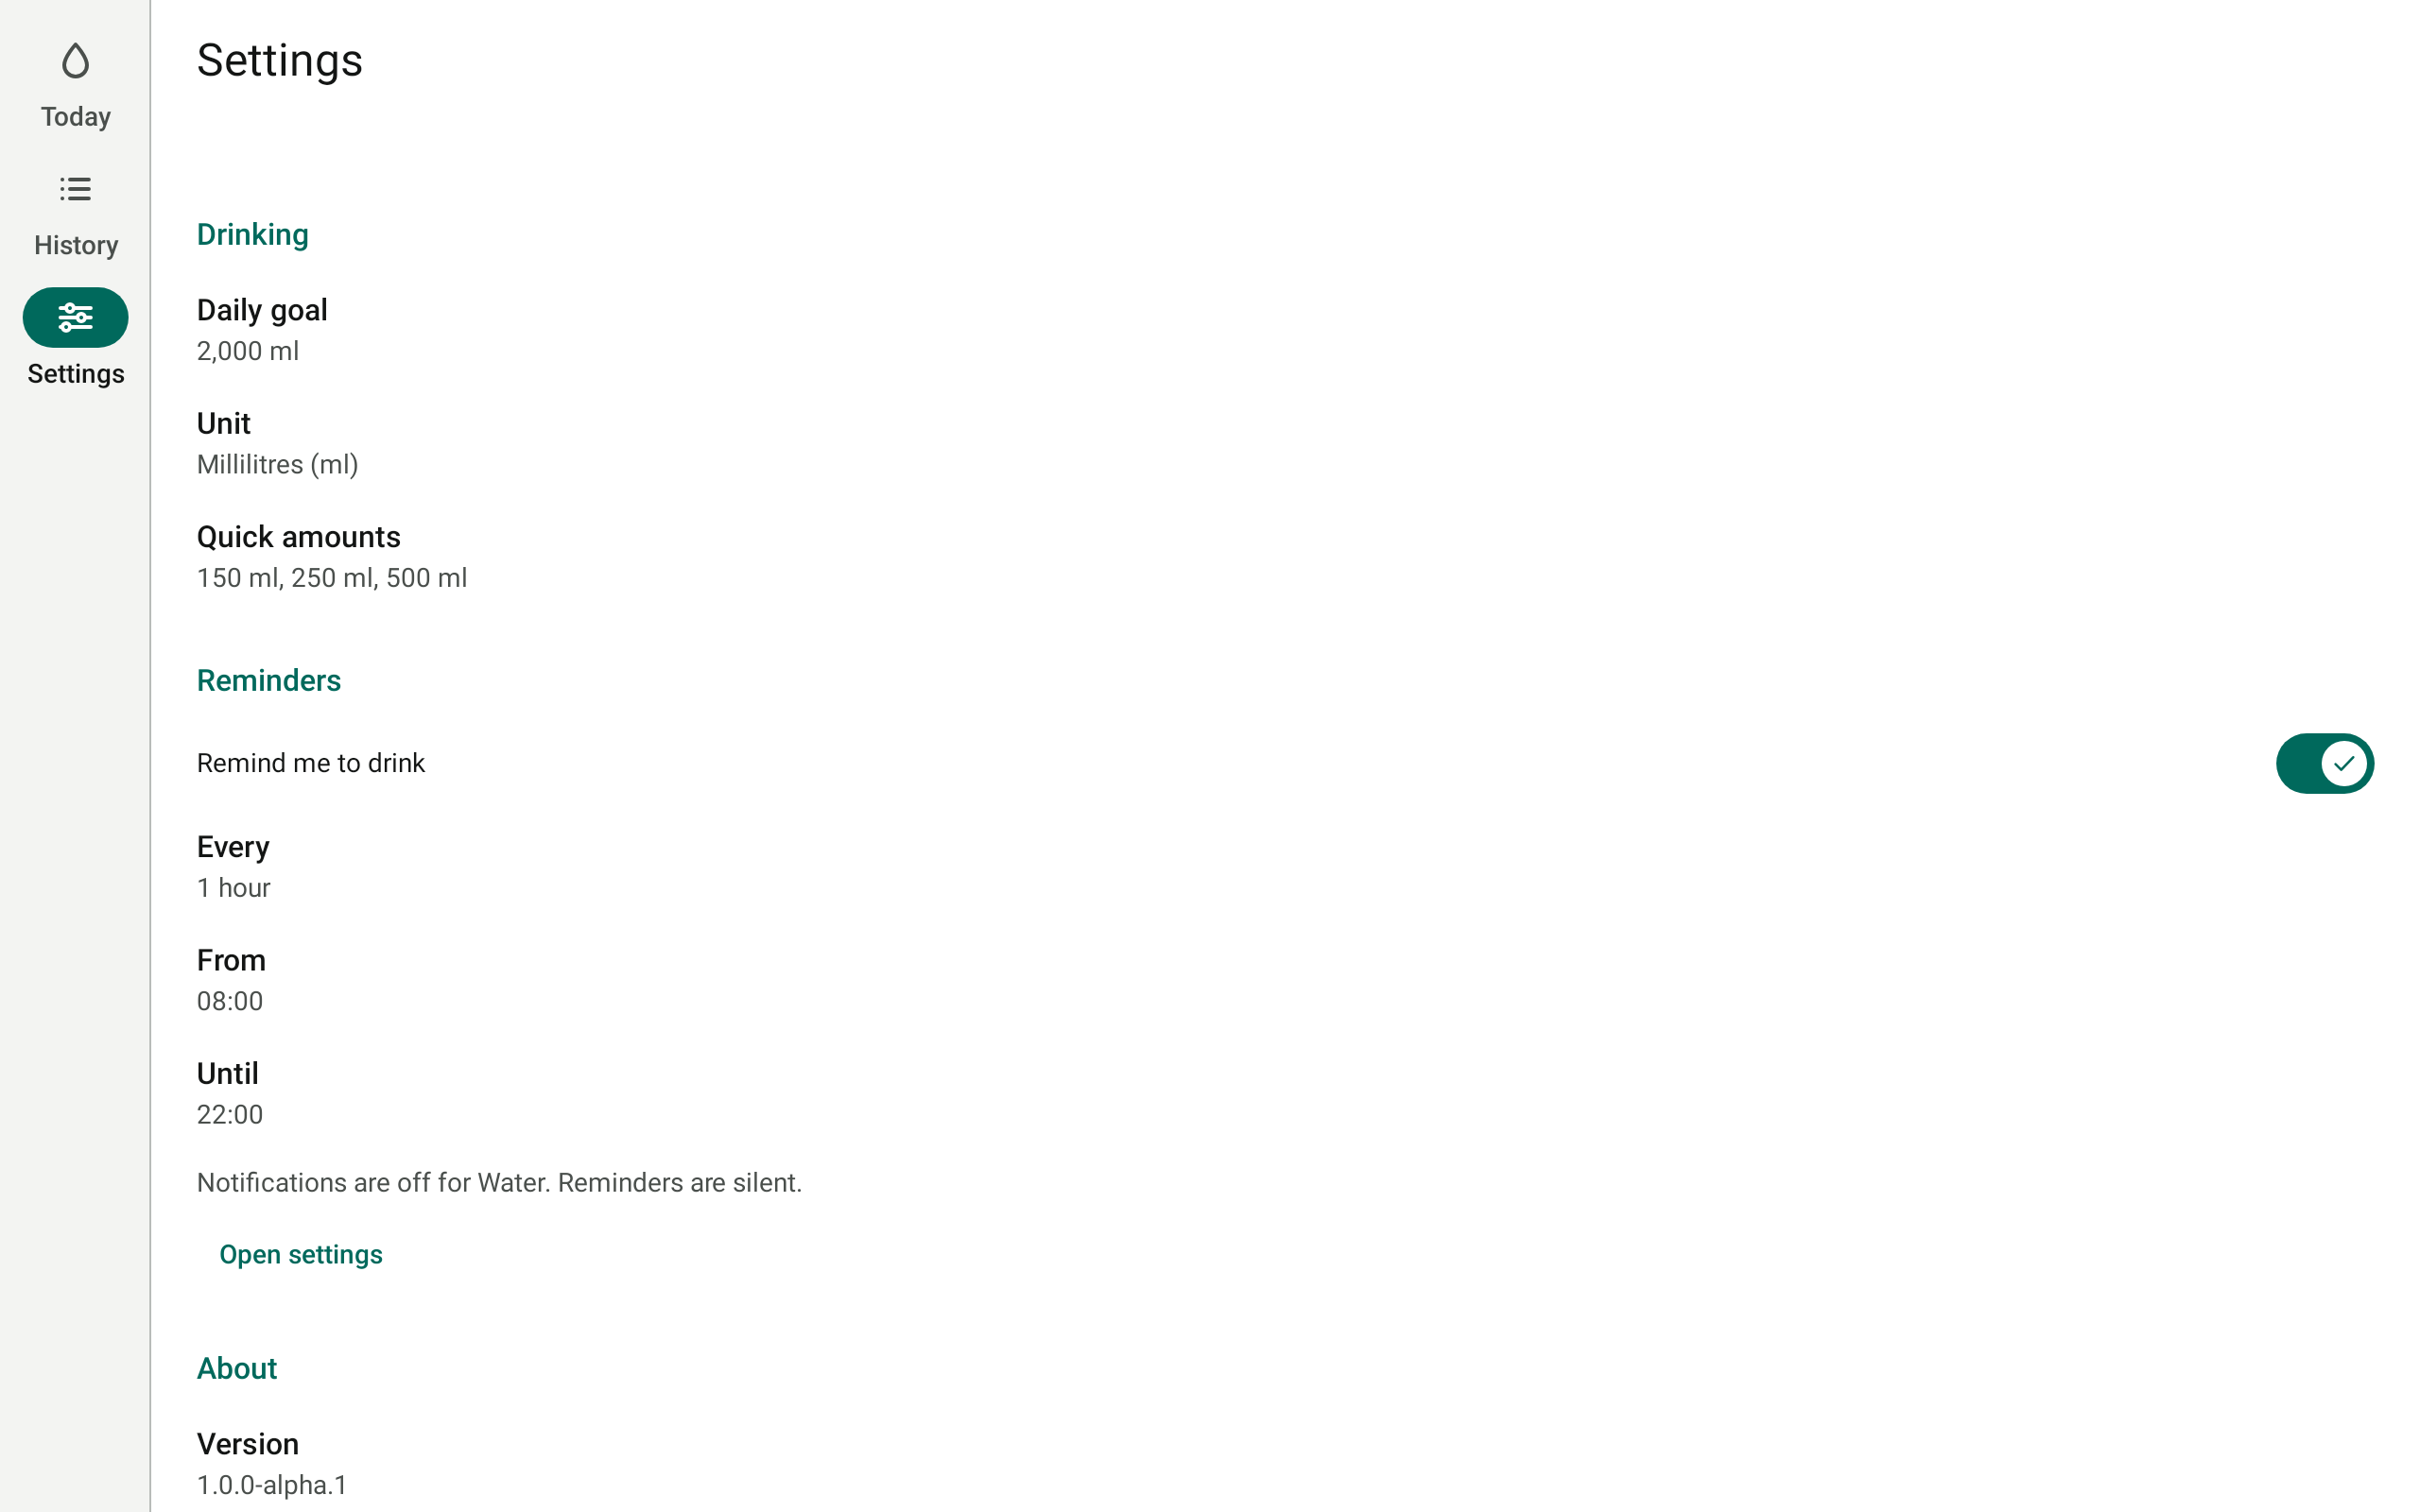 Today
History
Settings
Settings
Drinking
Daily goal
2,000 ml
Unit
Millilitres (ml)
Quick amounts
150 ml, 250 ml, 500 ml
Reminders
Remind me to drink
Every
1 hour
From
08:00
Until
22:00
Notifications are off for Water. Reminders are silent.
Open settings
About
Version
1.0.0-alpha.1